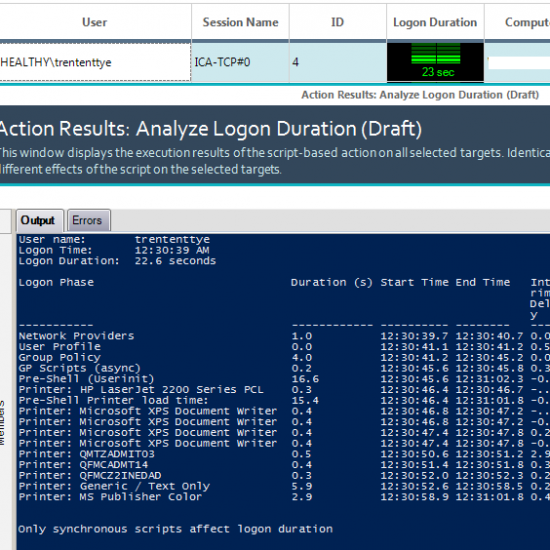 User Session Name ID Logon Duration Comput
HEALTHY\trententtye ICA-TCP#0 4 23 sec
Action Results: Analyze Logon Duration (Draft)
Action Results: Analyze Logon Duration (Draft)
This window displays the execution results of the script-based action on all selected targets. Identica
different effects of the script on the selected targets.
Output Errors
User name: trententtye
Logon Time: 12:30:39 AM
Logon Duration: 22.6 seconds
Logon Phase Duration (s) Start Time End Time Int
rim
Del
y
----------- ------------ ---------- -------- ---
Network Providers 1.0 12:30:39.7 12:30:40.7 0.0
User Profile 0.0 12:30:41.1 12:30:41.2 0.5
Group Policy 4.0 12:30:41.2 12:30:45.2 0.0
GP Scripts (async) 0.2 12:30:45.6 12:30:45.8 0.3
Pre-Shell (Userinit) 16.6 12:30:45.6 12:31:02.3 -0.
Printer: HP LaserJet 2200 Series PCL 0.3 12:30:46.4 12:30:46.7 -..
Pre-Shell Printer load time: 15.4 12:30:46.4 12:31:01.8 -0.
Printer: Microsoft XPS Document Writer 0.4 12:30:46.8 12:30:47.2 -..
Printer: Microsoft XPS Document Writer 0.4 12:30:46.8 12:30:47.2 -0.
Printer: Microsoft XPS Document Writer 0.4 12:30:47.4 12:30:47.8 0.2
Printer: Microsoft XPS Document Writer 0.4 12:30:47.4 12:30:47.8 -0.
Printer: QMTZADMIT03 0.5 12:30:50.6 12:30:51.2 2.9
Printer: QFMCADMT14 0.4 12:30:51.4 12:30:51.8 0.3
Printer: QFMCZ2INEDAD 0.3 12:30:52.0 12:30:52.3 0.2
Printer: Generic / Text Only 5.9 12:30:52.6 12:30:58.5 0.3
Printer: MS Publisher Color 2.9 12:30:58.9 12:31:01.8 0.4
Only synchronous scripts affect logon duration
Members